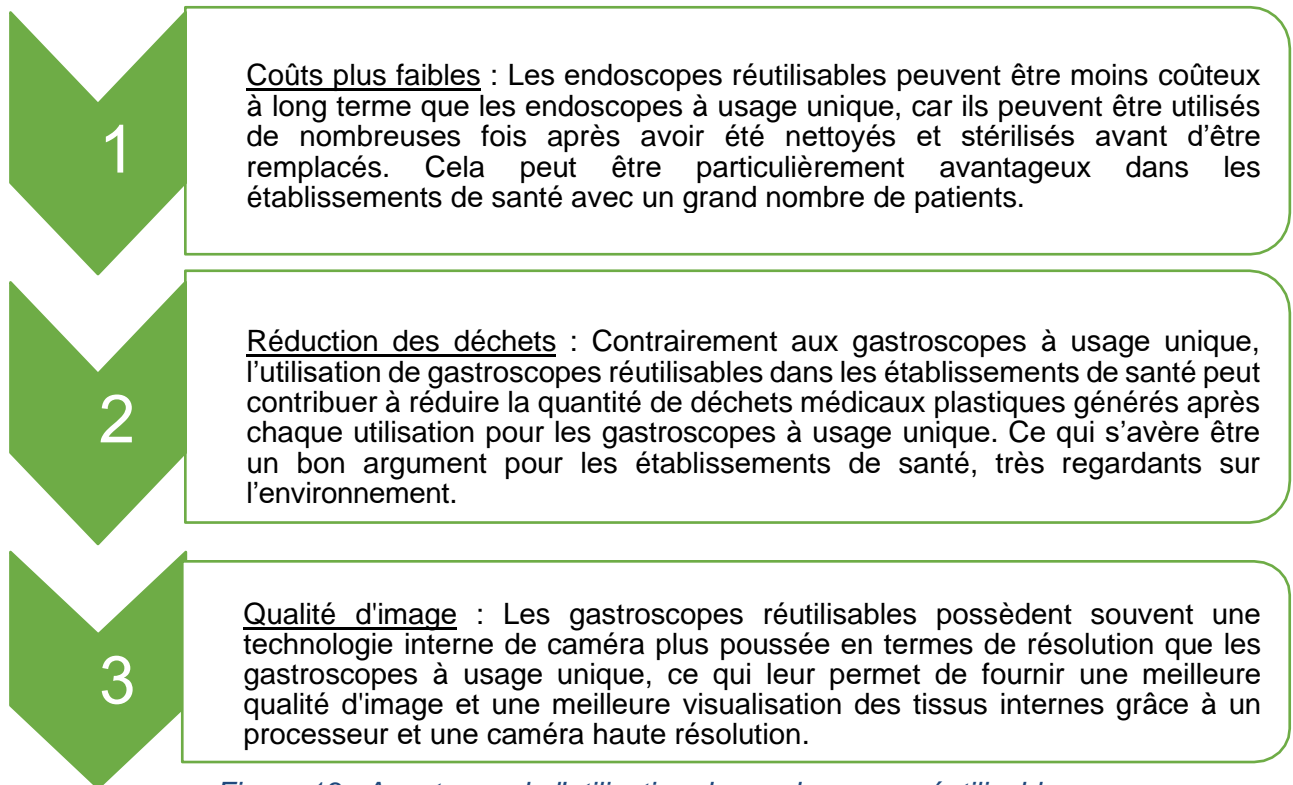 1
Coûts plus faibles : Les endoscopes réutilisables peuvent être moins coûteux
à long terme que les endoscopes à usage unique, car ils peuvent être utilisés
de nombreuses fois après avoir été nettoyés et stérilisés avant d’être
remplacés. Cela peut être particulièrement avantageux dans les
établissements de santé avec un grand nombre de patients.
2
Réduction des déchets : Contrairement aux gastroscopes à usage unique,
l’utilisation de gastroscopes réutilisables dans les établissements de santé peut
contribuer à réduire la quantité de déchets médicaux plastiques générés après
chaque utilisation pour les gastroscopes à usage unique. Ce qui s’avère être
un bon argument pour les établissements de santé, très regardants sur
l’environnement.
3
Qualité d'image : Les gastroscopes réutilisables possèdent souvent une
technologie interne de caméra plus poussée en termes de résolution que les
gastroscopes à usage unique, ce qui leur permet de fournir une meilleure
qualité d'image et une meilleure visualisation des tissus internes grâce à un
processeur et une caméra haute résolution.